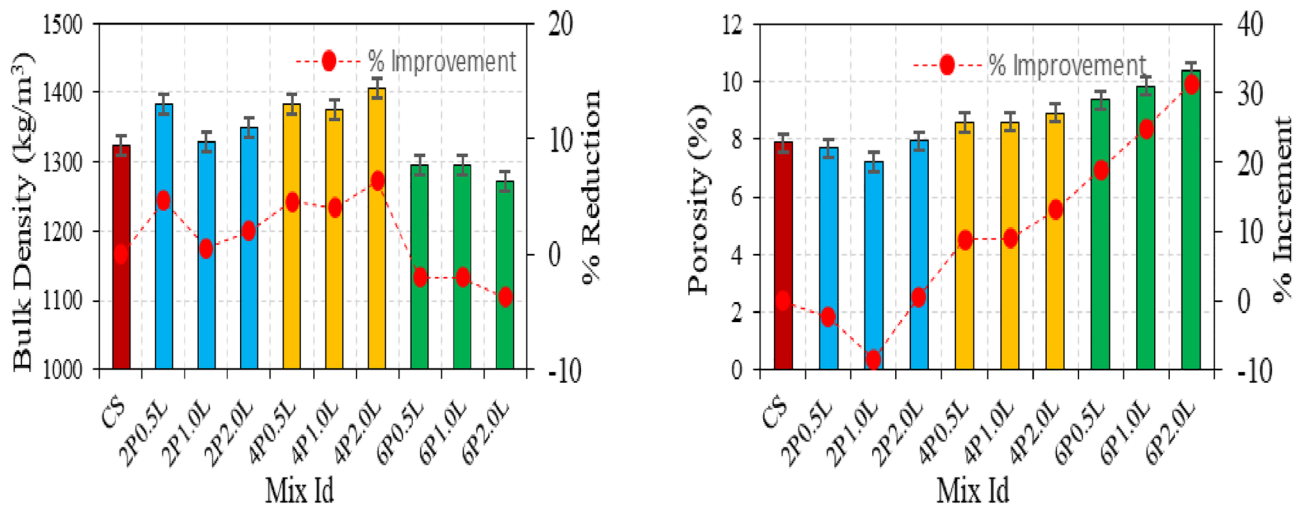 Bulk Density (kg/m³)
1500
1400
1300
1200
1100
1000
% Improvement
20
10
0
-10
% Reduction
CS
2P0.5L
2P1.0L
2P2.0L
4P0.5L
4P1.0L
4P2.0L
6P0.5L
6P1.0L
6P2.0L
Mix Id
Porosity (%)
12
10
8
6
4
2
0
% Improvement
40
30
20
10
0
-10
% Increment
CS
2P0.5L
2P1.0L
2P2.0L
4P0.5L
4P1.0L
4P2.0L
6P0.5L
6P1.0L
6P2.0L
Mix Id